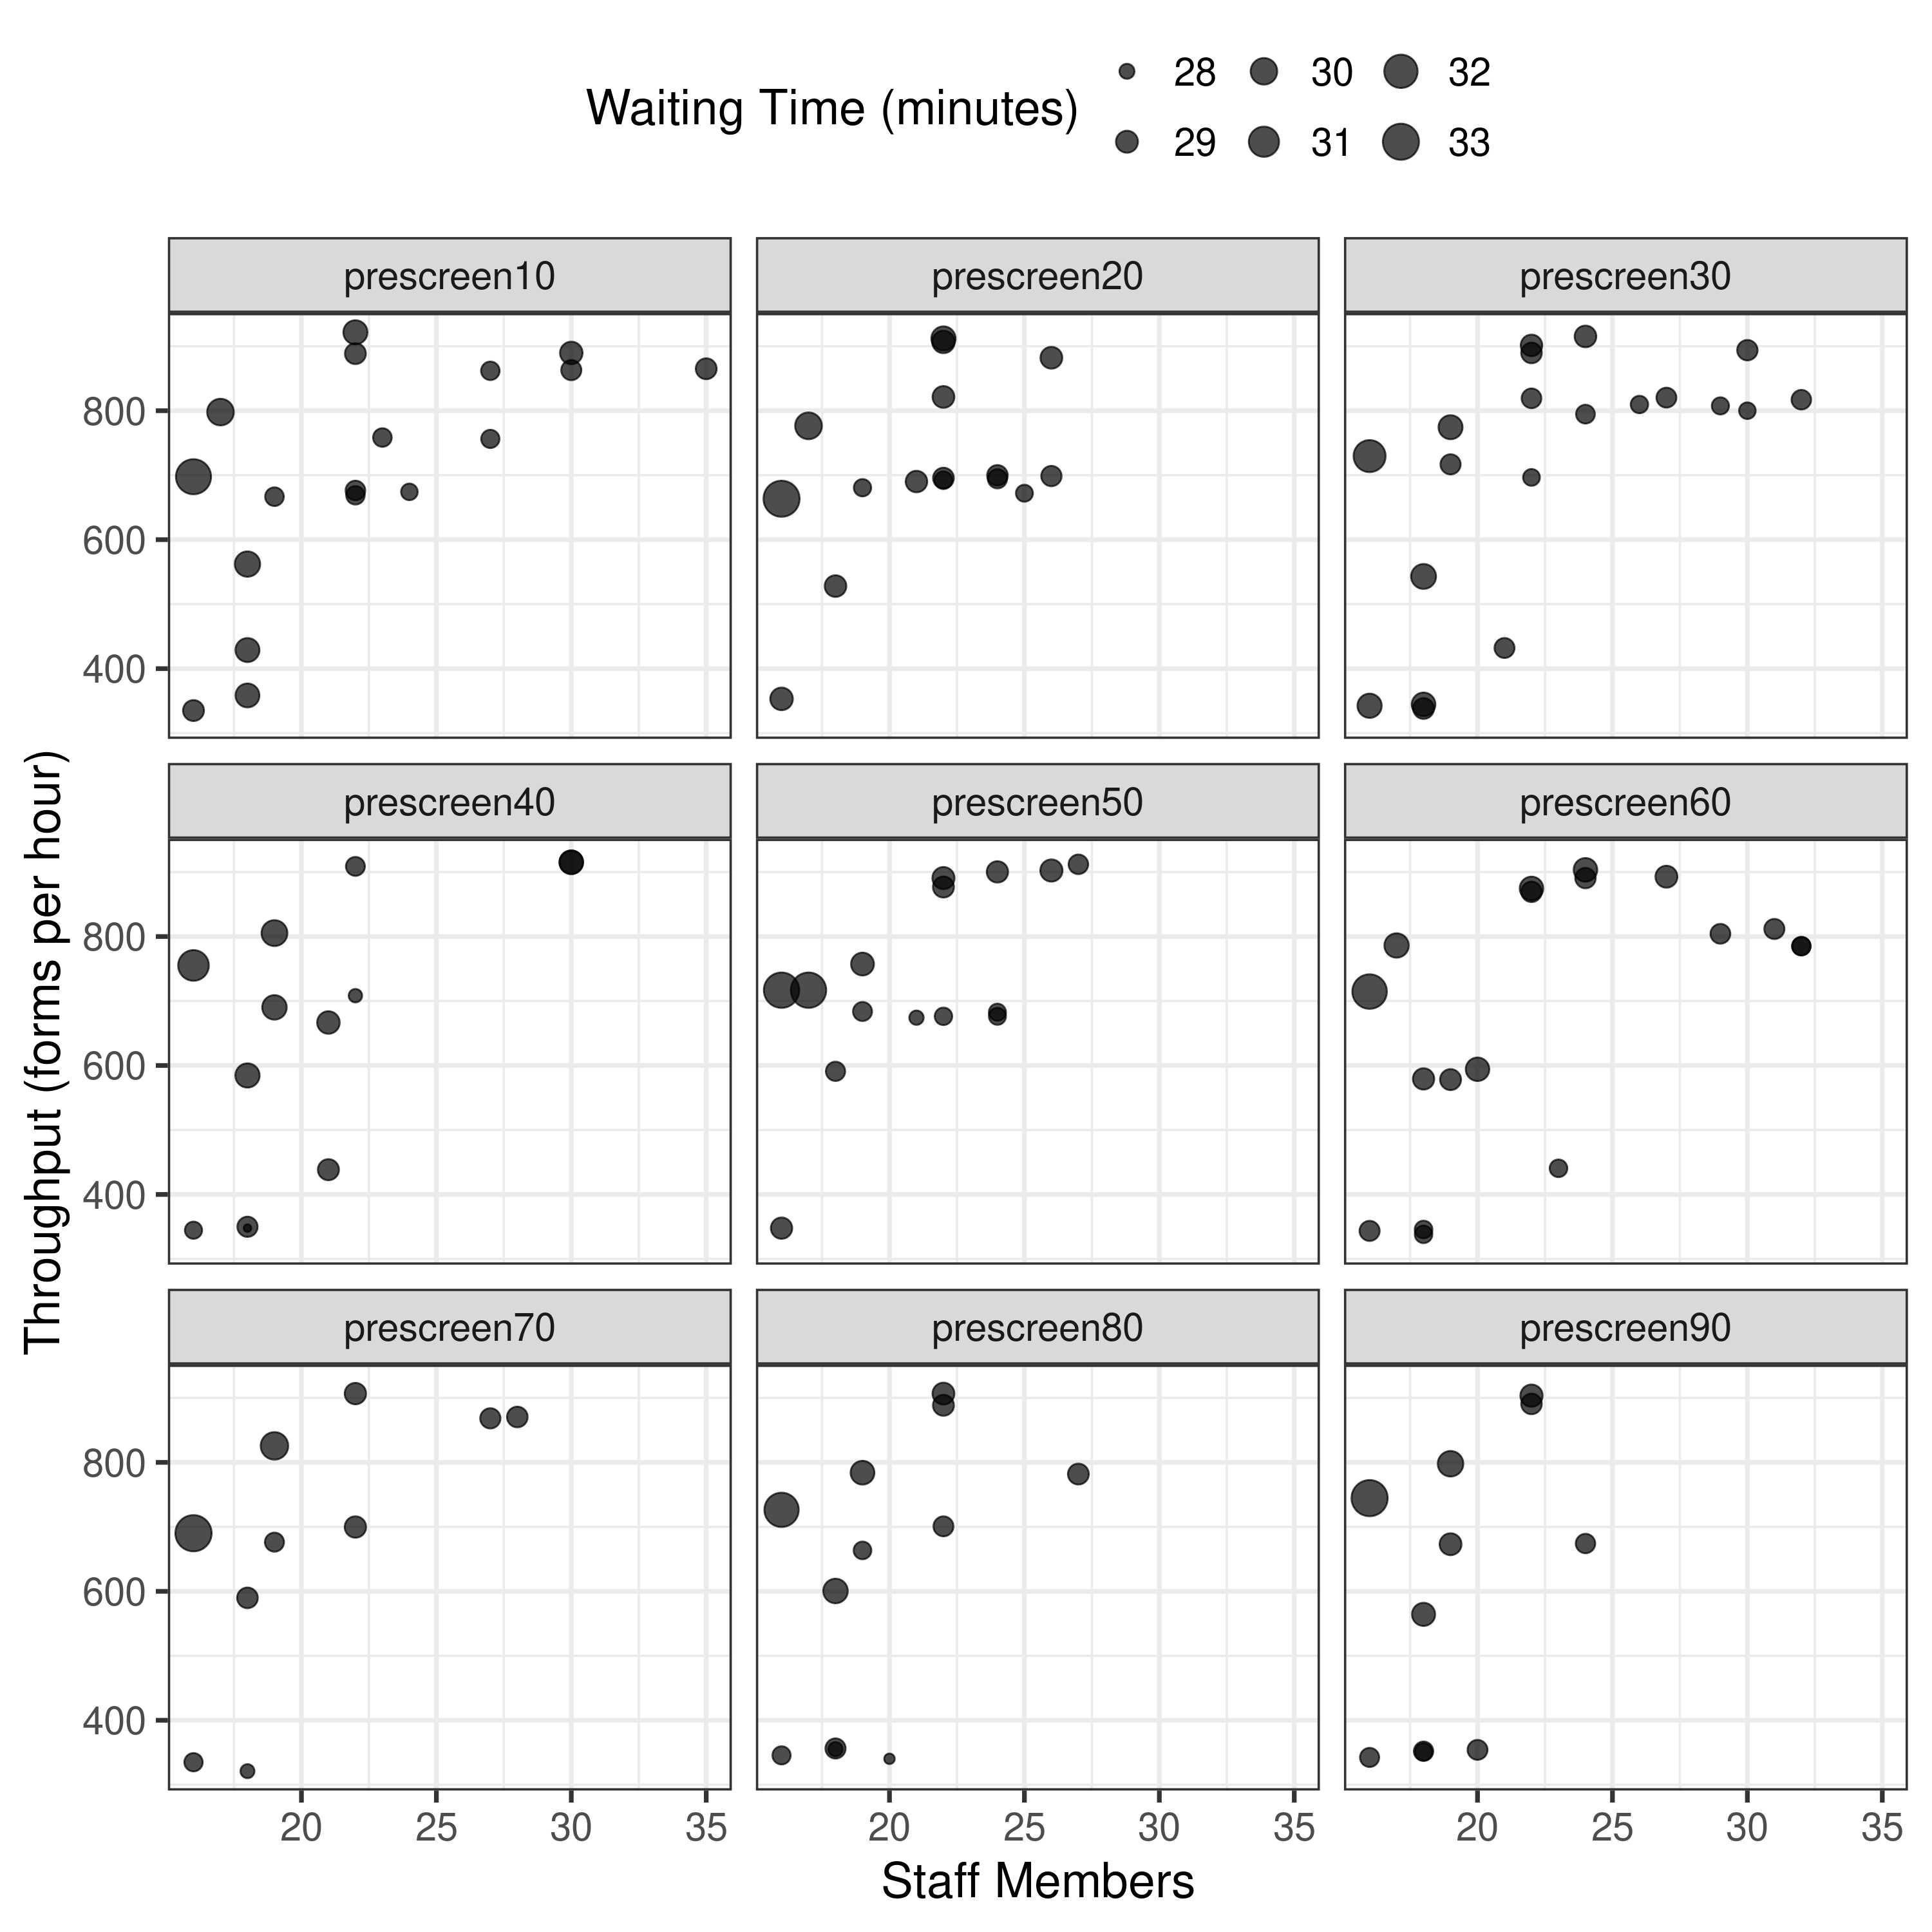 Waiting Time (minutes)
28 30 32
29 31 33
prescreen10 prescreen20 prescreen30
800
600
400
prescreen40 prescreen50 prescreen60
800
600
400
prescreen70 prescreen80 prescreen90
800
600
400
20 25 30 35 20 25 30 35 20 25 30 35
Staff Members
Throughput (forms per hour)